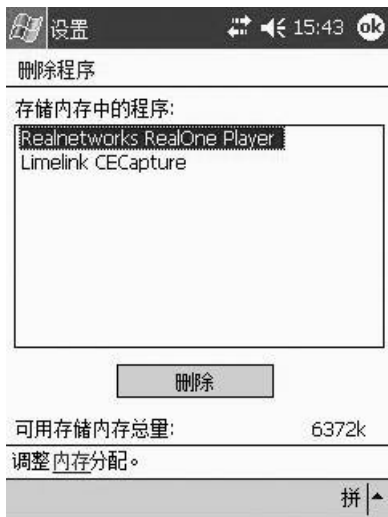 设置 15:43 ok
删除程序
存储内存中的程序:
Realnetworks RealOne Player
Limelink CECapture
删除
可用存储内存总量: 6372k
调整内存分配。
拼